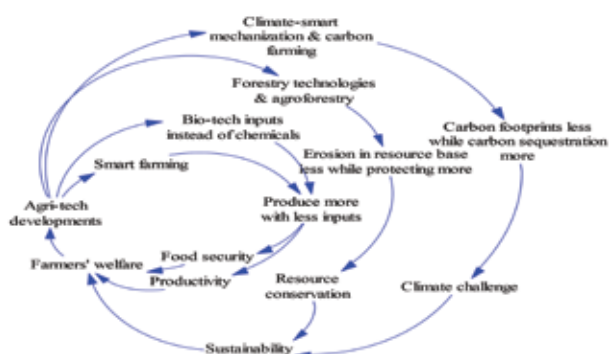 Climate-smart
mechanization & carbon
farming
Forestry technologies
& agroforestry
Bio-tech inputs
instead of chemicals
Carbon footprints less
while carbon sequestration
more
Smart farming
Erosion in resource base
less while protecting more
Agri-tech
developments
Produce more
with less inputs
Food security
Farmers' welfare
Productivity
Resource
conservation
Climate challenge
Sustainability